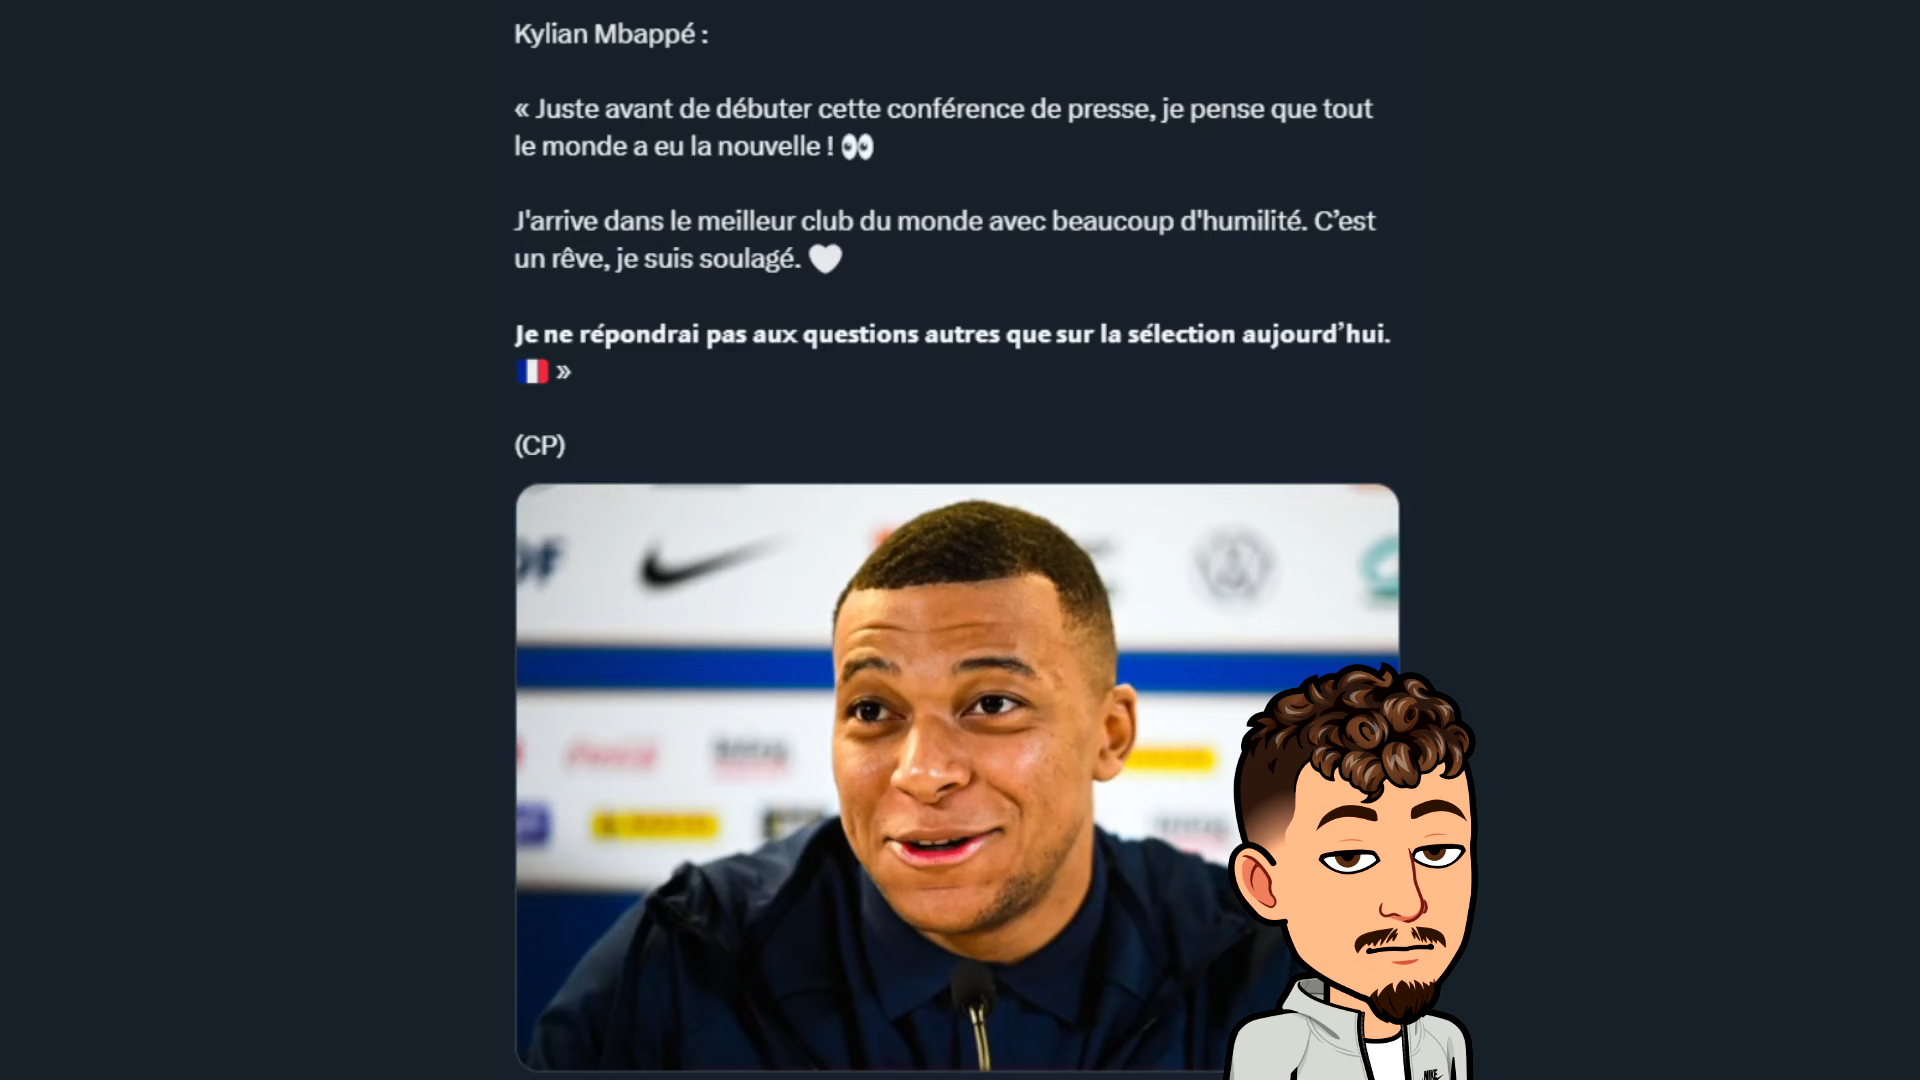 Kylian Mbappé :
« Juste avant de débuter cette conférence de presse, je pense que tout
le monde a eu la nouvelle ! 👀
J'arrive dans le meilleur club du monde avec beaucoup d'humilité. C’est
un rêve, je suis soulagé. 🤍
Je ne répondrai pas aux questions autres que sur la sélection aujourd’hui.
🇫🇷 »
(CP)
NIKE